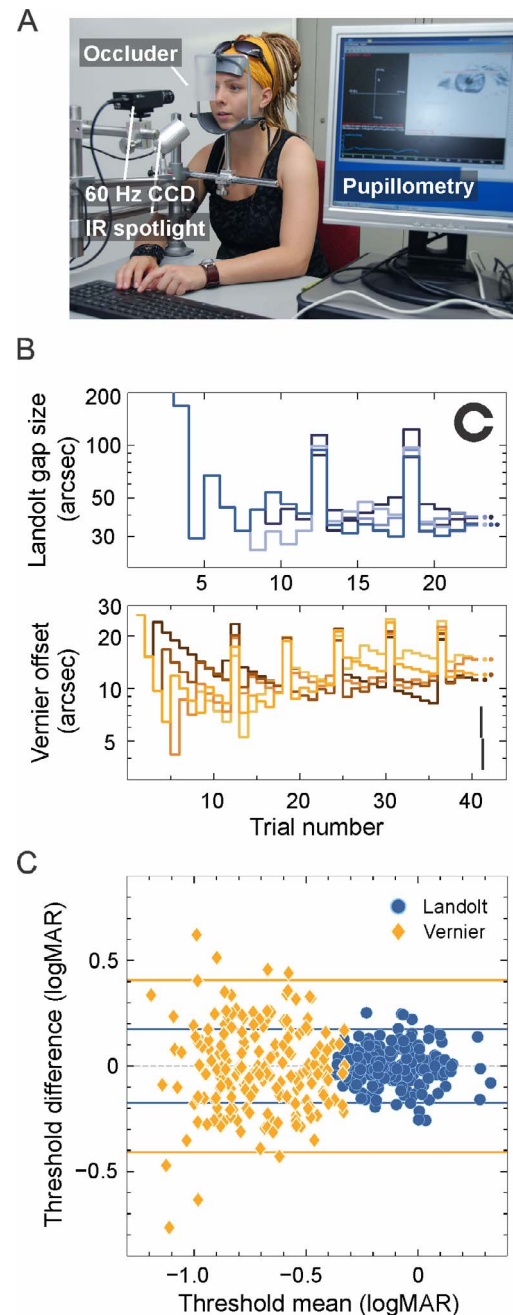 A
Occluder
60 Hz CCD
IR spotlight
Pupillometry
B
Landolt gap size
(arcsec)
200
100
50
30
5
10
15
20
Vernier offset
(arcsec)
30
20
10
5
10
20
30
40
Trial number
C
Threshold difference (logMAR)
0.5
0
−0.5
Landolt
Vernier
−1.0
−0.5
0
Threshold mean (logMAR)